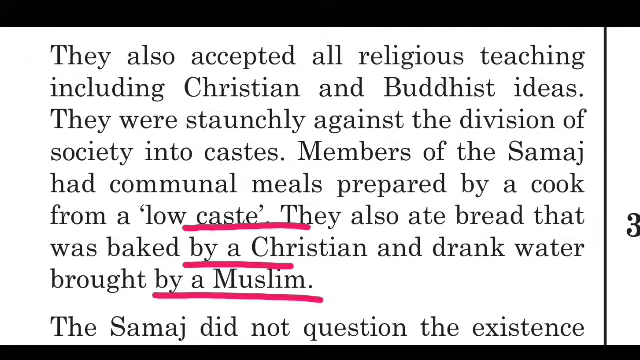 They also accepted all religious teaching
including Christian and Buddhist ideas.
They were staunchly against the division of
society into castes. Members of the Samaj
had communal meals prepared by a cook
from a ‘low caste’. They also ate bread that
was baked by a Christian and drank water
brought by a Muslim.
The Samaj did not question the existence
3